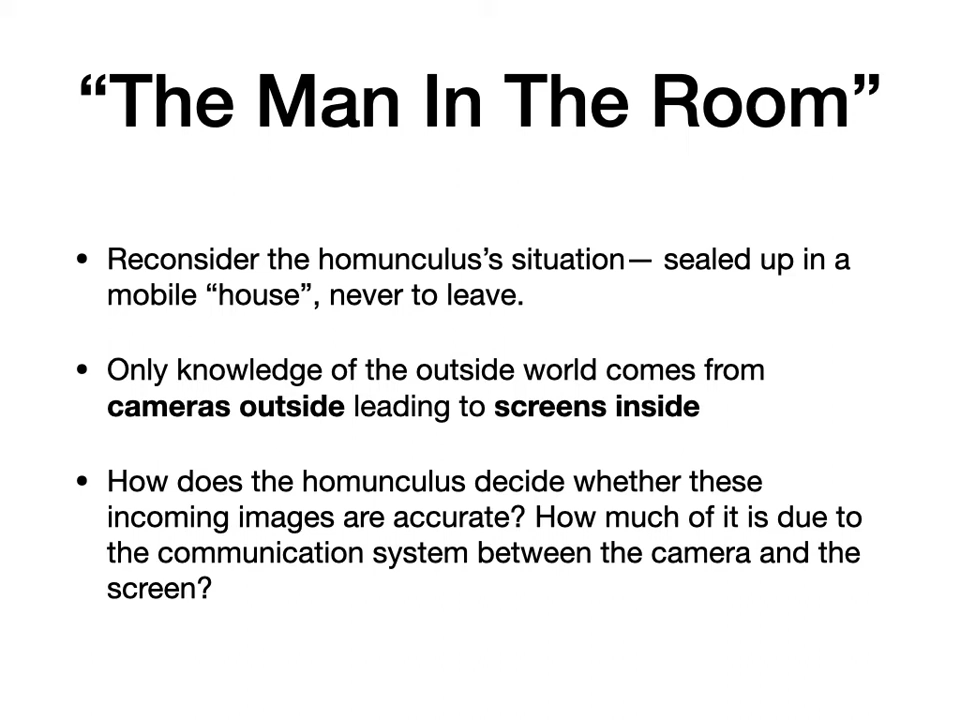 “The Man In The Room”
• Reconsider the homunculus’s situation— sealed up in a
mobile “house”, never to leave.
• Only knowledge of the outside world comes from
cameras outside leading to screens inside
• How does the homunculus decide whether these
incoming images are accurate? How much of it is due to
the communication system between the camera and the
screen?